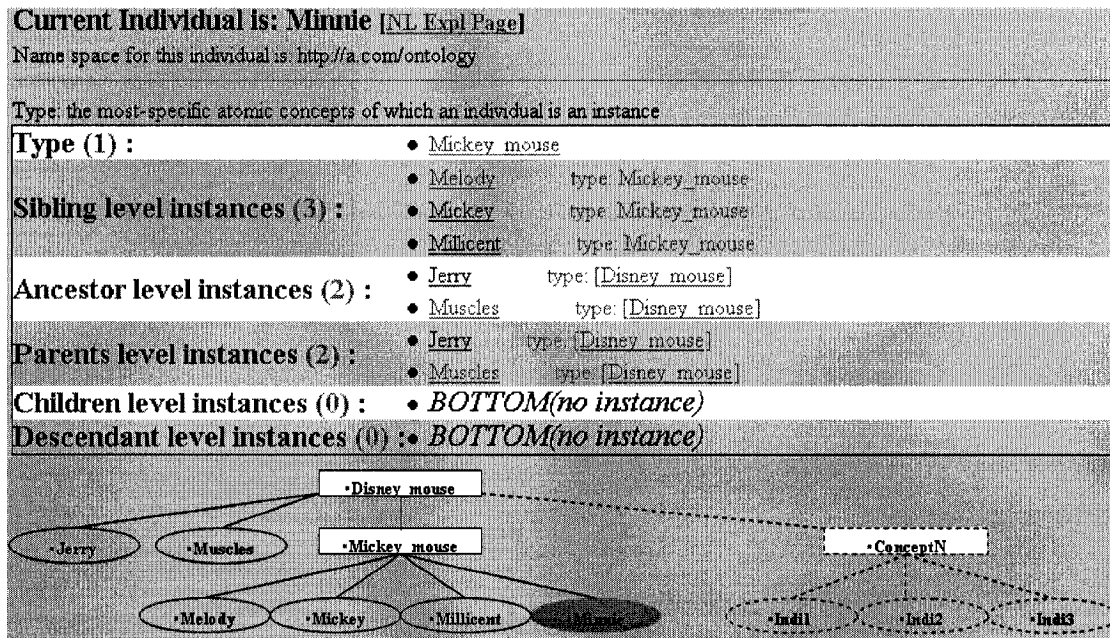 Current Individual is: Minnie [NL Expl Page]
Name space for this individual is: http://a.com/ontology
Type: the most-specific atomic concepts of which an individual is an instance
Type (1) :
• Mickey_mouse
Sibling level instances (3) :
• Melody type: Mickey_mouse
• Mickey type: Mickey_mouse
• Millicent type: Mickey_mouse
Ancestor level instances (2) :
• Jerry type: [Disney_mouse]
• Muscles type: [Disney_mouse]
Parents level instances (2) :
• Jerry type: [Disney_mouse]
• Muscles type: [Disney_mouse]
Children level instances (0) : • BOTTOM(no instance)
Descendant level instances (0) : • BOTTOM(no instance)
•Disney_mouse
•Jerry •Muscles •Mickey_mouse •ConceptN
•Melody •Mickey •Millicent •Minnie •Indi1 •Indi2 •Indi3